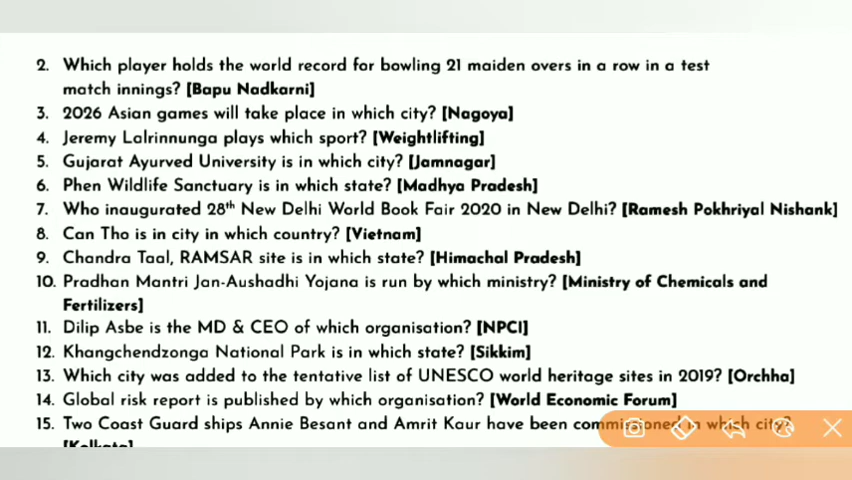 2. Which player holds the world record for bowling 21 maiden overs in a row in a test
match innings? [Bapu Nadkarni]
3. 2026 Asian games will take place in which city? [Nagoya]
4. Jeremy Lalrinnunga plays which sport? [Weightlifting]
5. Gujarat Ayurved University is in which city? [Jamnagar]
6. Phen Wildlife Sanctuary is in which state? [Madhya Pradesh]
7. Who inaugurated 28th New Delhi World Book Fair 2020 in New Delhi? [Ramesh Pokhriyal Nishank]
8. Can Tho is in city in which country? [Vietnam]
9. Chandra Taal, RAMSAR site is in which state? [Himachal Pradesh]
10. Pradhan Mantri Jan-Aushadhi Yojana is run by which ministry? [Ministry of Chemicals and
Fertilizers]
11. Dilip Asbe is the MD & CEO of which organisation? [NPCI]
12. Khangchendzonga National Park is in which state? [Sikkim]
13. Which city was added to the tentative list of UNESCO world heritage sites in 2019? [Orchha]
14. Global risk report is published by which organisation? [World Economic Forum]
15. Two Coast Guard ships Annie Besant and Amrit Kaur have been commissioned in which city?
[Kolkata]